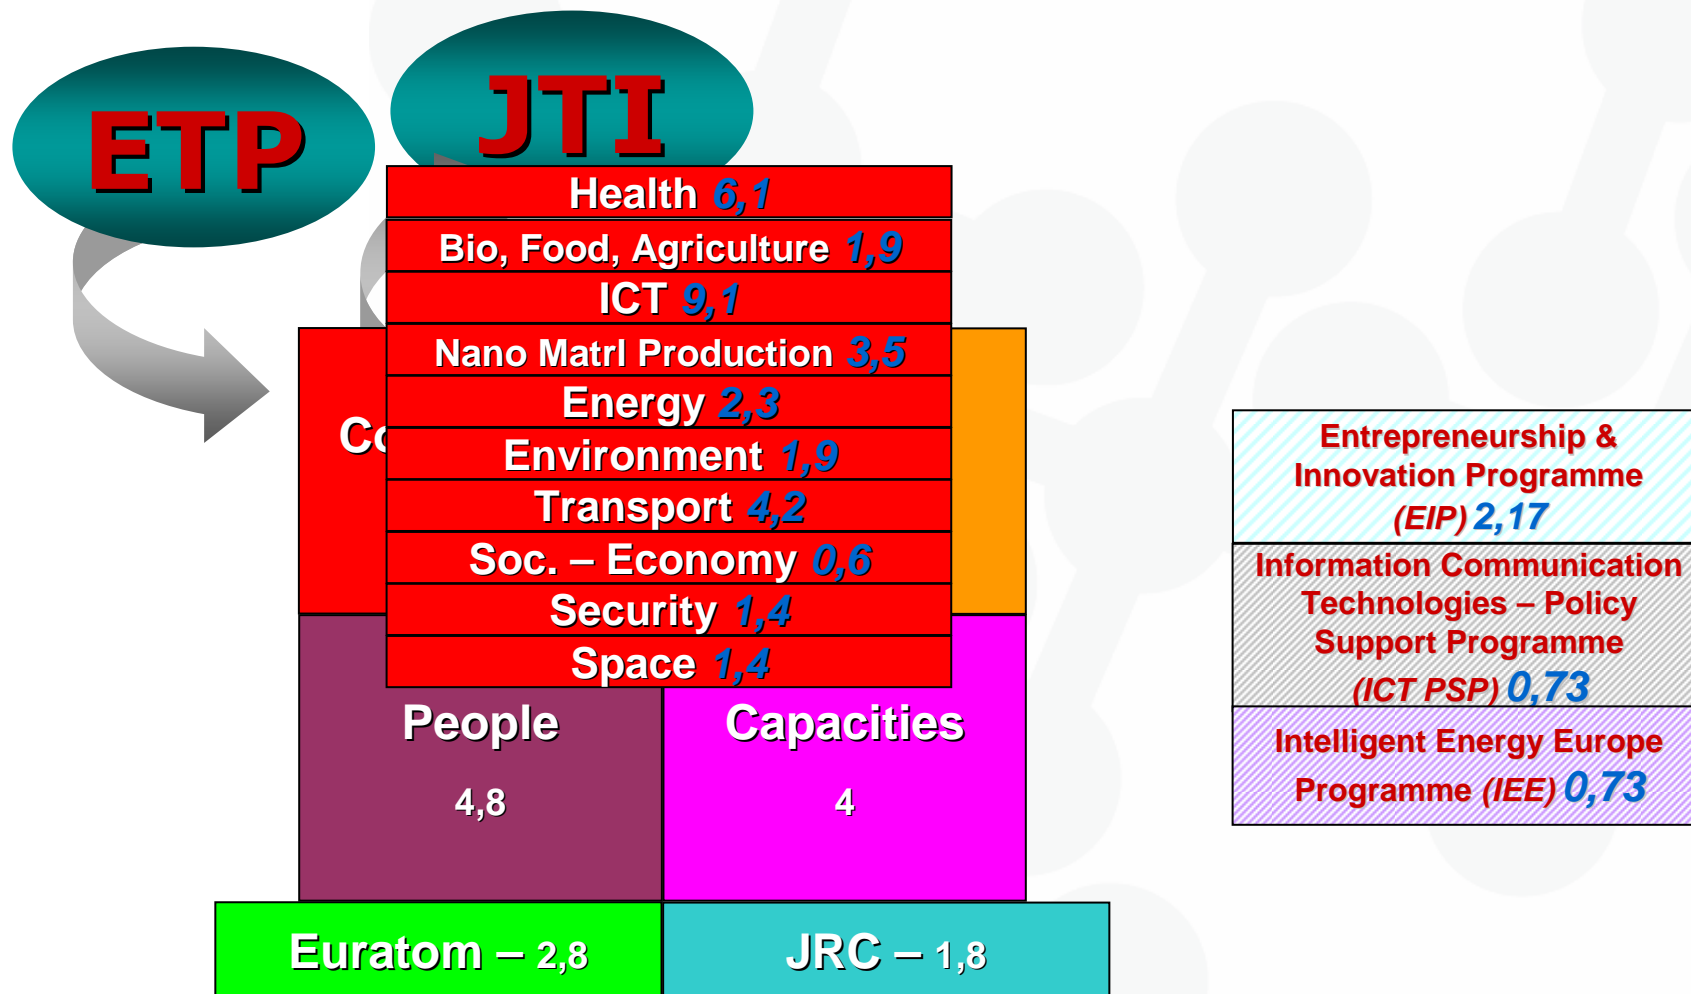 ETP
JTI
Health 6,1
Bio, Food, Agriculture 1,9
ICT 9,1
Nano Matrl Production 3,5
Energy 2,3
Environment 1,9
Transport 4,2
Soc. – Economy 0,6
Security 1,4
Space 1,4
People
4,8
Capacities
4
Euratom – 2,8
JRC – 1,8
Entrepreneurship &
Innovation Programme
(EIP) 2,17
Information Communication
Technologies – Policy
Support Programme
(ICT PSP) 0,73
Intelligent Energy Europe
Programme (IEE) 0,73